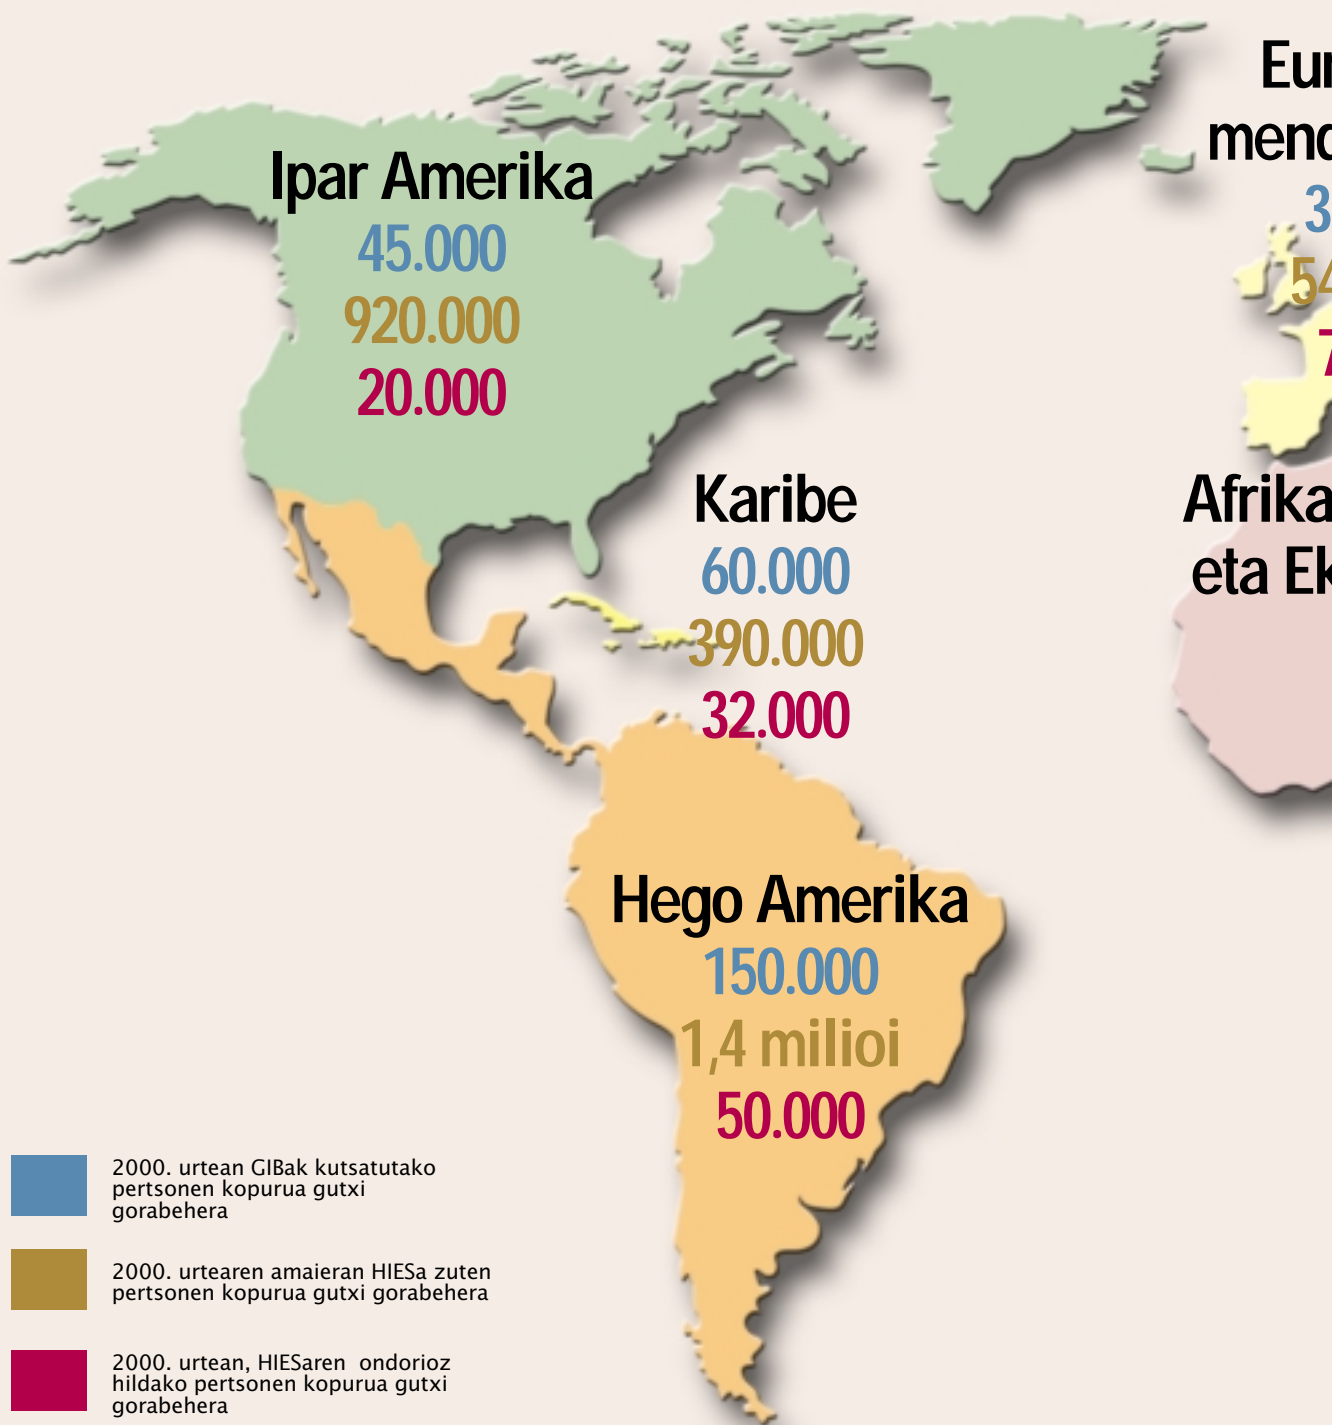 Ipar Amerika
45.000
920.000
20.000
Karibe
60.000
390.000
32.000
Afrika
eta
Hego Amerika
150.000
1,4 milioi
50.000
2000. urtean GIBak kutsatutako
pertsonen kopurua gutxi
gorabehera
2000. urtearen amaieran HIESa zuten
pertsonen kopurua gutxi gorabehera
2000. urtean, HIESaren ondorioz
hildako pertsonen kopurua gutxi
gorabehera